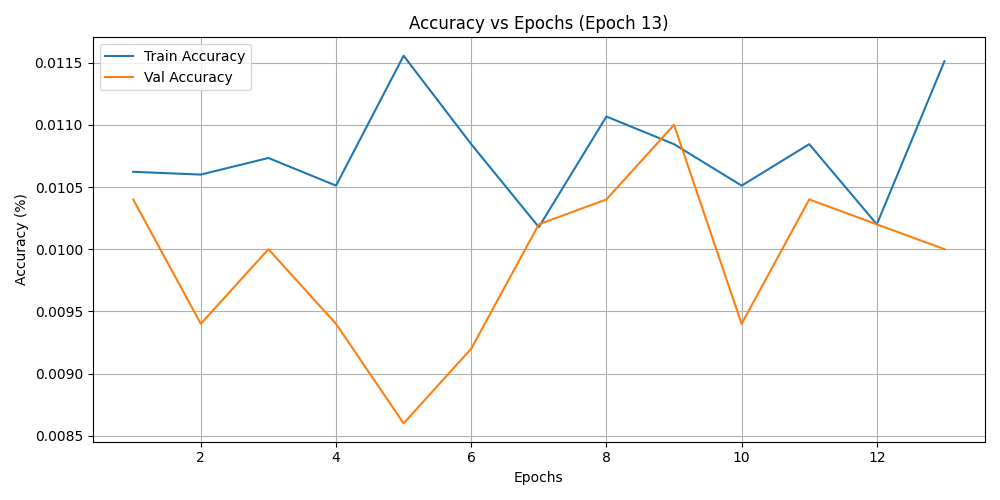 Accuracy vs Epochs (Epoch 13)
Train Accuracy
Val Accuracy
Accuracy (%)
0.0115
0.0110
0.0105
0.0100
0.0095
0.0090
0.0085
2 4 6 8 10 12
Epochs